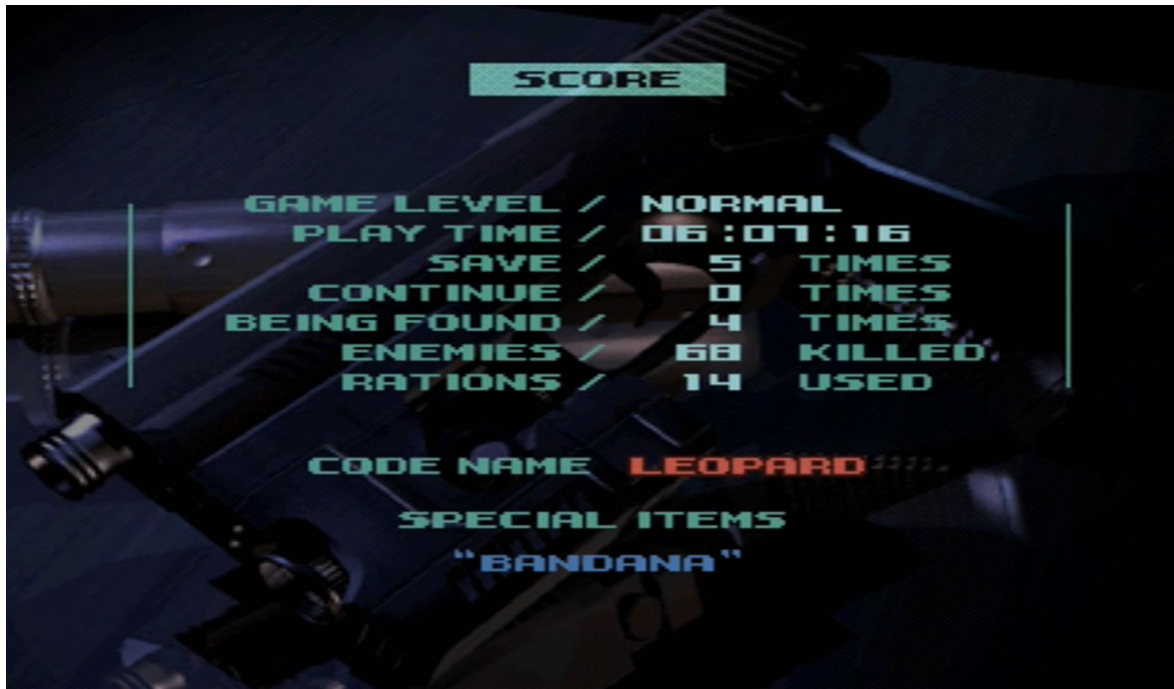 SCORE
GAME LEVEL / NORMAL
PLAY TIME / 06:07:16
SAVE / 5 TIMES
CONTINUE / 0 TIMES
BEING FOUND / 4 TIMES
ENEMIES / 68 KILLED
RATIONS / 14 USED
CODE NAME LEOPARD
SPECIAL ITEMS
"BANDANA"